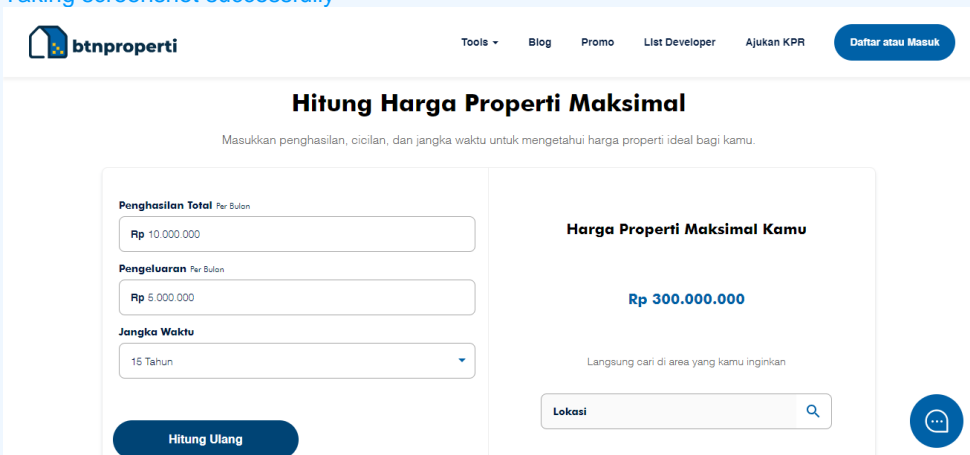 Taking screenshot successfully
btnproperti
Tools Blog Promo List Developer Ajukan KPR Daftar atau Masuk
Hitung Harga Properti Maksimal
Masukkan penghasilan, cicilan, dan jangka waktu untuk mengetahui harga properti ideal bagi kamu.
Penghasilan Total Per Bulan
Rp 10.000.000
Pengeluaran Per Bulan
Rp 5.000.000
Jangka Waktu
15 Tahun
Hitung Ulang
Harga Properti Maksimal Kamu
Rp 300.000.000
Langsung cari di area yang kamu inginkan
Lokasi